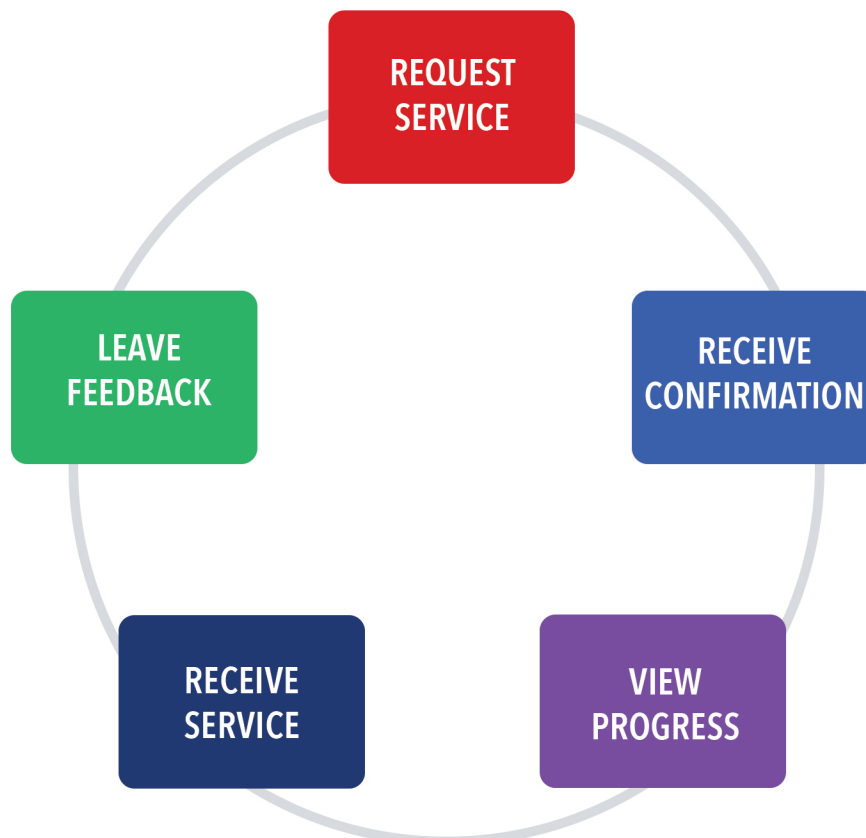 REQUEST
SERVICE
RECEIVE
CONFIRMATION
VIEW
PROGRESS
RECEIVE
SERVICE
LEAVE
FEEDBACK